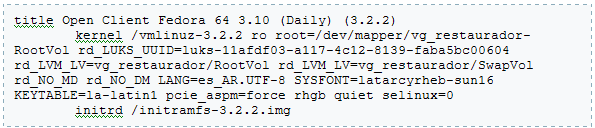 title Open Client Fedora 64 3.10 (Daily) (3.2.2)
kernel /vmlinuz-3.2.2 ro root=/dev/mapper/vg_restaurador-
RootVol rd_LUKS_UUID=luks-11afdf03-a117-4c12-8139-faba5bc00604
rd_LVM_LV=vg_restaurador/RootVol rd_LVM_LV=vg_restaurador/SwapVol
rd_NO_MD rd_NO_DM LANG=es_AR.UTF-8 SYSFONT=latarcyrheb-sun16
KEYTABLE=la-latin1 pcie_aspm=force rhgb quiet selinux=0
initrd /initramfs-3.2.2.img